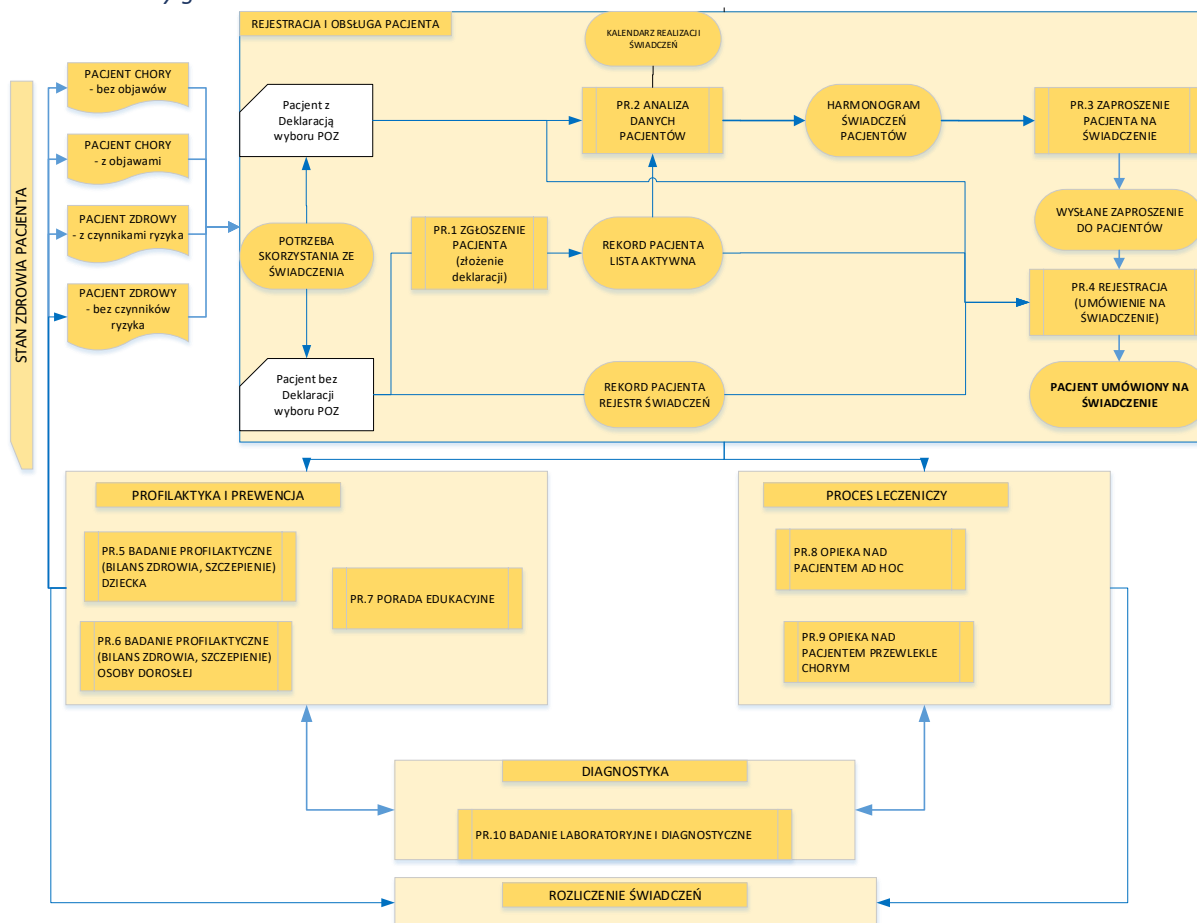 REJESTRACJA I OBSŁUGA PACJENTA
KALENDARZ REALIZACJI
ŚWIADCZEŃ
STAN ZDROWIA PACJENTA
PACJENT CHORY
- bez objawów
PACJENT CHORY
- z objawami
PACJENT ZDROWY
- z czynnikami ryzyka
PACJENT ZDROWY
- bez czynników
ryzyka
Pacjent z
Deklaracją
wyboru POZ
PR.2 ANALIZA
DANYCH
PACJENTÓW
HARMONOGRAM
ŚWIADCZEŃ
PACJENTÓW
PR.3 ZAPROSZENIE
PACJENTA NA
ŚWIADCZENIE
POTRZEBA
SKORZYSTANIA ZE
ŚWIADCZENIA
PR.1 ZGŁOSZENIE
PACJENTA
(złożenie
deklaracji)
REKORD PACJENTA
LISTA AKTYWNA
WYSŁANE ZAPROSZENIE
DO PACJENTÓW
PR.4 REJESTRACJA
(UMÓWIENIE NA
ŚWIADCZENIE)
Pacjent bez
Deklaracji
wyboru POZ
REKORD PACJENTA
REJESTR ŚWIADCZEŃ
PACJENT UMÓWIONY NA
ŚWIADCZENIE
PROFILAKTYKA I PREWENCJA
PR.5 BADANIE PROFILAKTYCZNE
(BILANS ZDROWIA, SZCZEPIENIE)
DZIECKA
PR.7 PORADA EDUKACYJNE
PR.6 BADANIE PROFILAKTYCZNE
(BILANS ZDROWIA, SZCZEPIENIE)
OSOBY DOROSŁEJ
PROCES LECZENICZY
PR.8 OPIEKA NAD
PACJENTEM AD HOC
PR.9 OPIEKA NAD
PACJENTEM PRZEWLEKLE
CHORYM
DIAGNOSTYKA
PR.10 BADANIE LABORATORYJNE I DIAGNOSTYCZNE
ROZLICZENIE ŚWIADCZEŃ